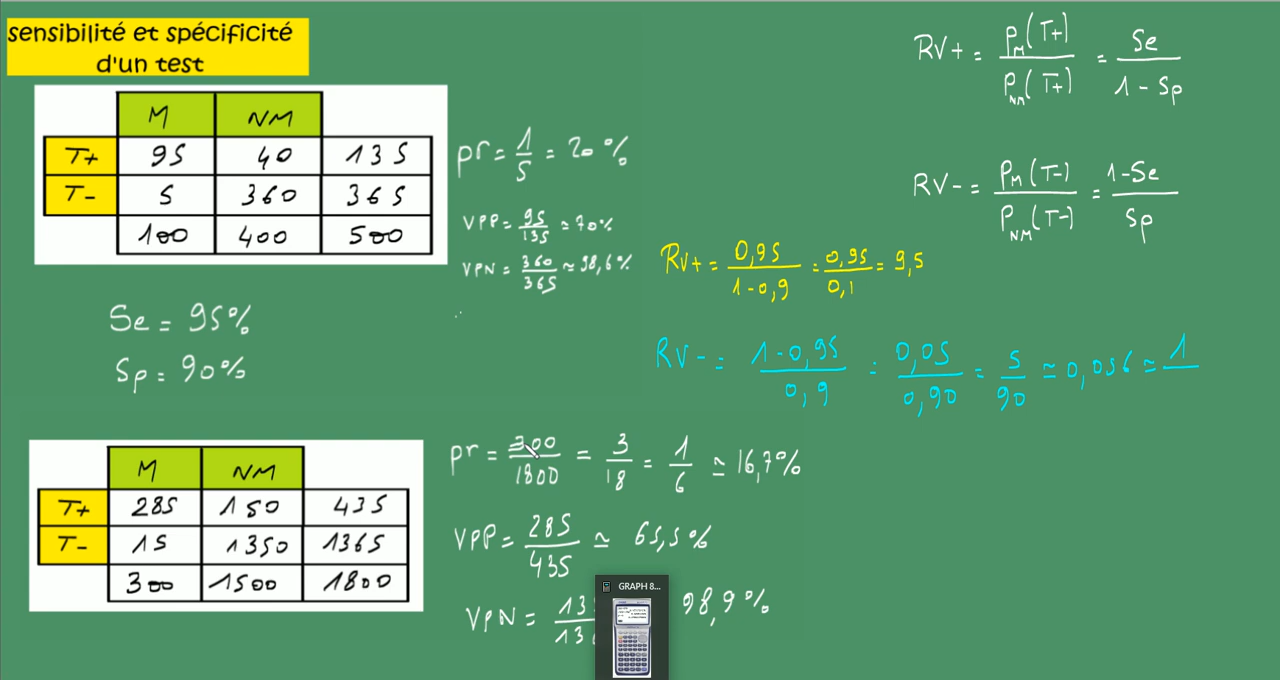 sensibilité et spécificité
d'un test
M NM
T+ 95 40 135
T- 5 360 365
100 400 500
pr = 1/5 = 20%
VPP = 95/135 ≃ 70%
VPN = 360/365 ≃ 98,6%
Se = 95%
Sp = 90%
RV+ = P_M(T+)/P_NM(T+) = Se/(1-Sp)
RV- = P_M(T-)/P_NM(T-) = (1-Se)/Sp
RV+ = 0,95/(1-0,9) = 0,95/0,1 = 9,5
RV- = (1-0,95)/0,9 = 0,05/0,90 = 5/90 ≃ 0,056 ≃ 1/
M NM
T+ 285 150 435
T- 15 1350 1365
300 1500 1800
pr = 300/1800 = 3/18 = 1/6 ≃ 16,7%
VPP = 285/435 ≃ 65,5%
VPN = 98,9%
GRAPH 8...